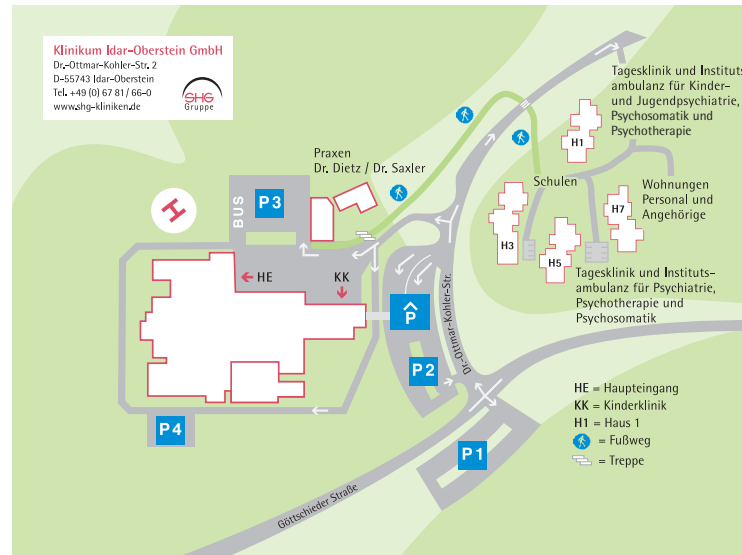 Klinikum Idar-Oberstein GmbH
Dr.-Ottmar-Kohler-Str. 2
D-55743 Idar-Oberstein
Tel. +49 (0) 67 81 / 66-0
www.shg-kliniken.de
SHG
Gruppe
Tagesklinik und Instituts-
ambulanz für Kinder-
und Jugendpsychiatrie,
Psychosomatik und
Psychotherapie
H1
Praxen
Dr. Dietz / Dr. Saxler
Schulen
Wohnungen
Personal und
Angehörige
BUS
P3
H
H3
H5
H7
Tagesklinik und Instituts-
ambulanz für Psychiatrie,
Psychotherapie und
Psychosomatik
HE
KK
P
Dr.-Ottmar-Kohler-Str.
P2
P4
P1
Göttschieder Straße
HE = Haupteingang
KK = Kinderklinik
H1 = Haus 1
= Fußweg
= Treppe